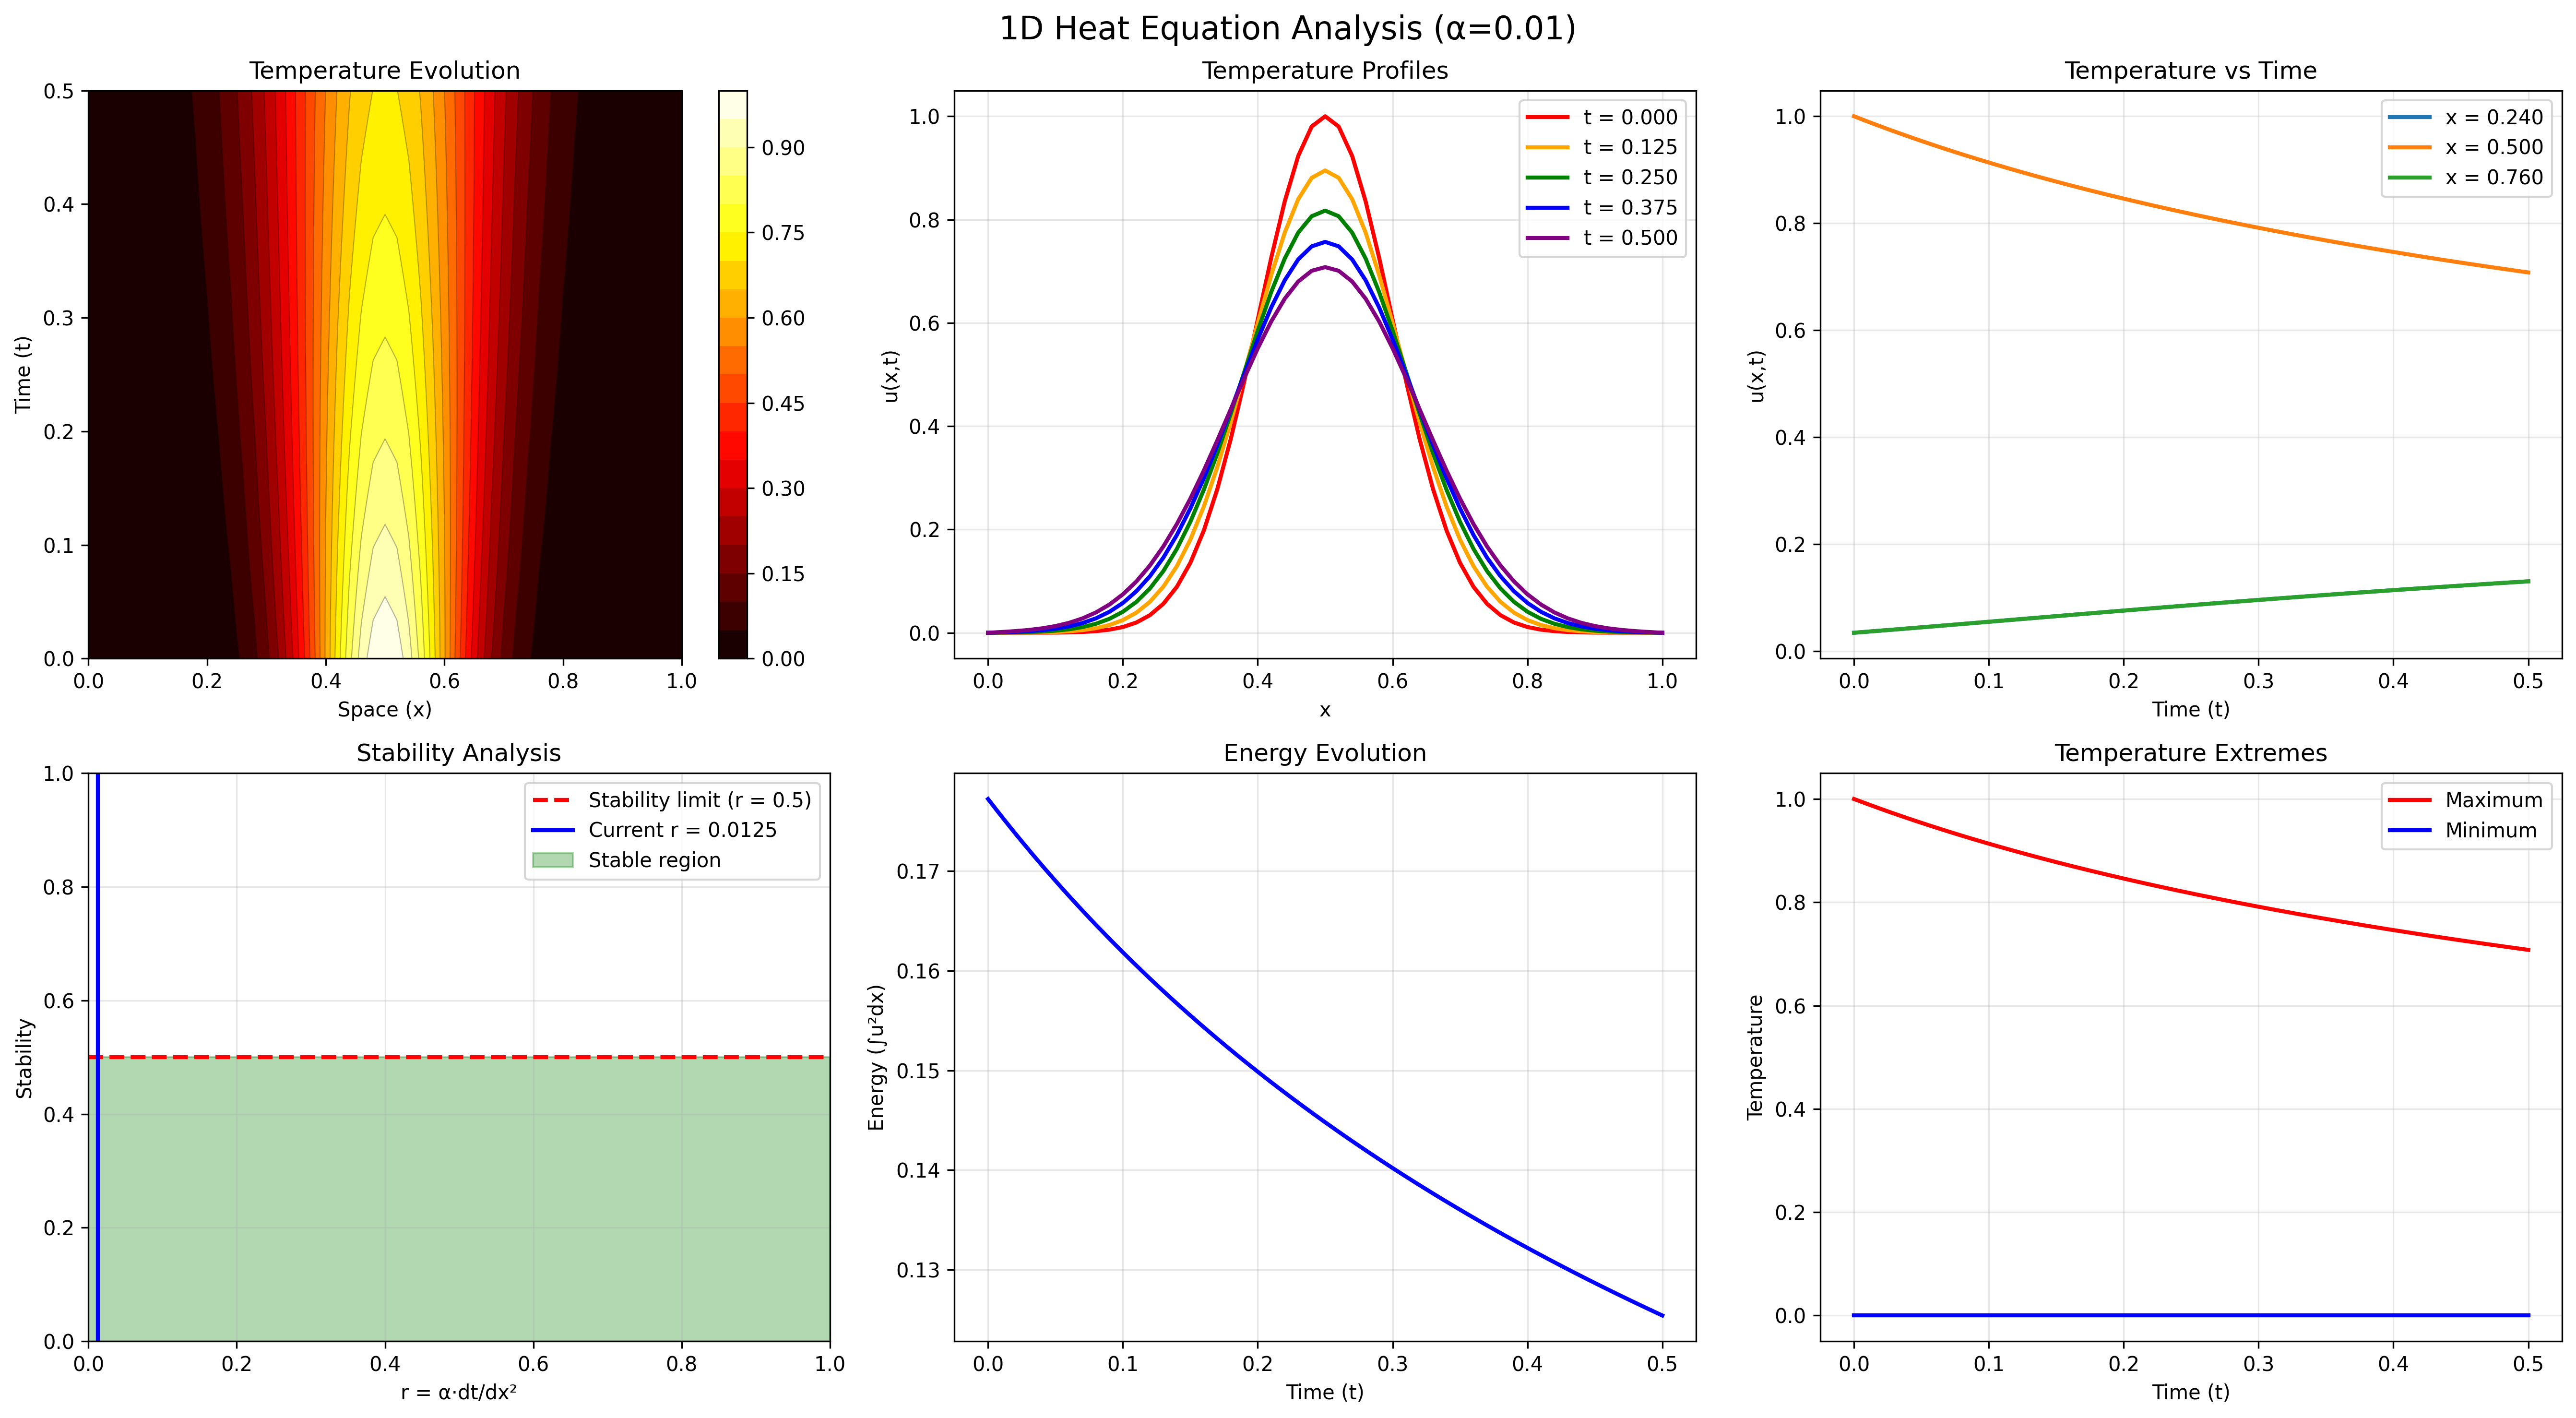 1D Heat Equation Analysis (α=0.01)
Temperature Evolution
0.5
0.4
0.3
0.2
0.1
0.0
Time (t)
0.0 0.2 0.4 0.6 0.8 1.0
Space (x)
0.90
0.75
0.60
0.45
0.30
0.15
0.00
Temperature Profiles
1.0
0.8
0.6
0.4
0.2
0.0
u(x,t)
0.0 0.2 0.4 0.6 0.8 1.0
x
t = 0.000
t = 0.125
t = 0.250
t = 0.375
t = 0.500
Temperature vs Time
1.0
0.8
0.6
0.4
0.2
0.0
u(x,t)
0.0 0.1 0.2 0.3 0.4 0.5
Time (t)
x = 0.240
x = 0.500
x = 0.760
Stability Analysis
1.0
0.8
0.6
0.4
0.2
0.0
Stability
0.0 0.2 0.4 0.6 0.8 1.0
r = α·dt/dx²
Stability limit (r = 0.5)
Current r = 0.0125
Stable region
Energy Evolution
0.17
0.16
0.15
0.14
0.13
Energy (∫u²dx)
0.0 0.1 0.2 0.3 0.4 0.5
Time (t)
Temperature Extremes
1.0
0.8
0.6
0.4
0.2
0.0
Temperature
0.0 0.1 0.2 0.3 0.4 0.5
Time (t)
Maximum
Minimum